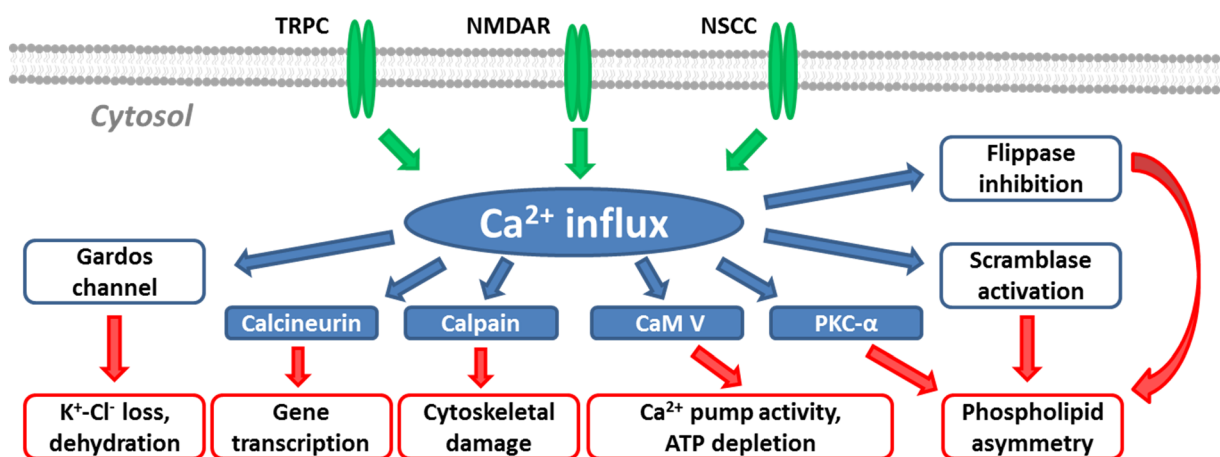 TRPC
NMDAR
NSCC
Cytosol
Flippase
inhibition
Ca²⁺ influx
Gardos
channel
Scramblase
activation
Calcineurin
Calpain
CaM V
PKC-α
K⁺-Cl⁻ loss,
dehydration
Gene
transcription
Cytoskeletal
damage
Ca²⁺ pump activity,
ATP depletion
Phospholipid
asymmetry